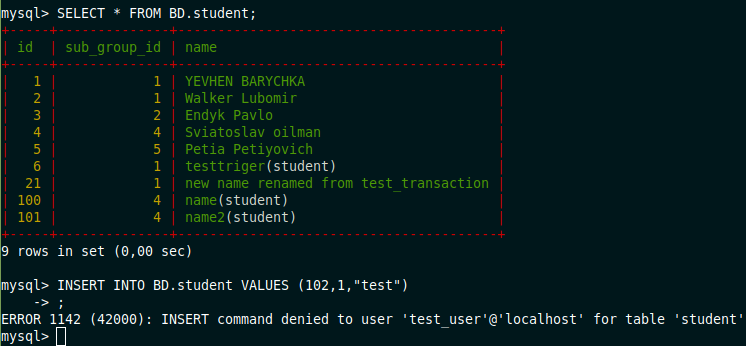 mysql> SELECT * FROM BD.student;
+-----+--------------+----------------------------------------+
| id | sub_group_id | name |
+-----+--------------+----------------------------------------+
| 1 | 1 | YEVHEN BARYCHKA |
| 2 | 1 | Walker Lubomir |
| 3 | 2 | Endyk Pavlo |
| 4 | 4 | Sviatoslav oilman |
| 5 | 5 | Petia Petiyovich |
| 6 | 1 | testtriger(student) |
| 21 | 1 | new name renamed from test_transaction |
| 100 | 4 | name(student) |
| 101 | 4 | name2(student) |
+-----+--------------+----------------------------------------+
9 rows in set (0,00 sec)
mysql> INSERT INTO BD.student VALUES (102,1,"test")
-> ;
ERROR 1142 (42000): INSERT command denied to user 'test_user'@'localhost' for table 'student'
mysql>